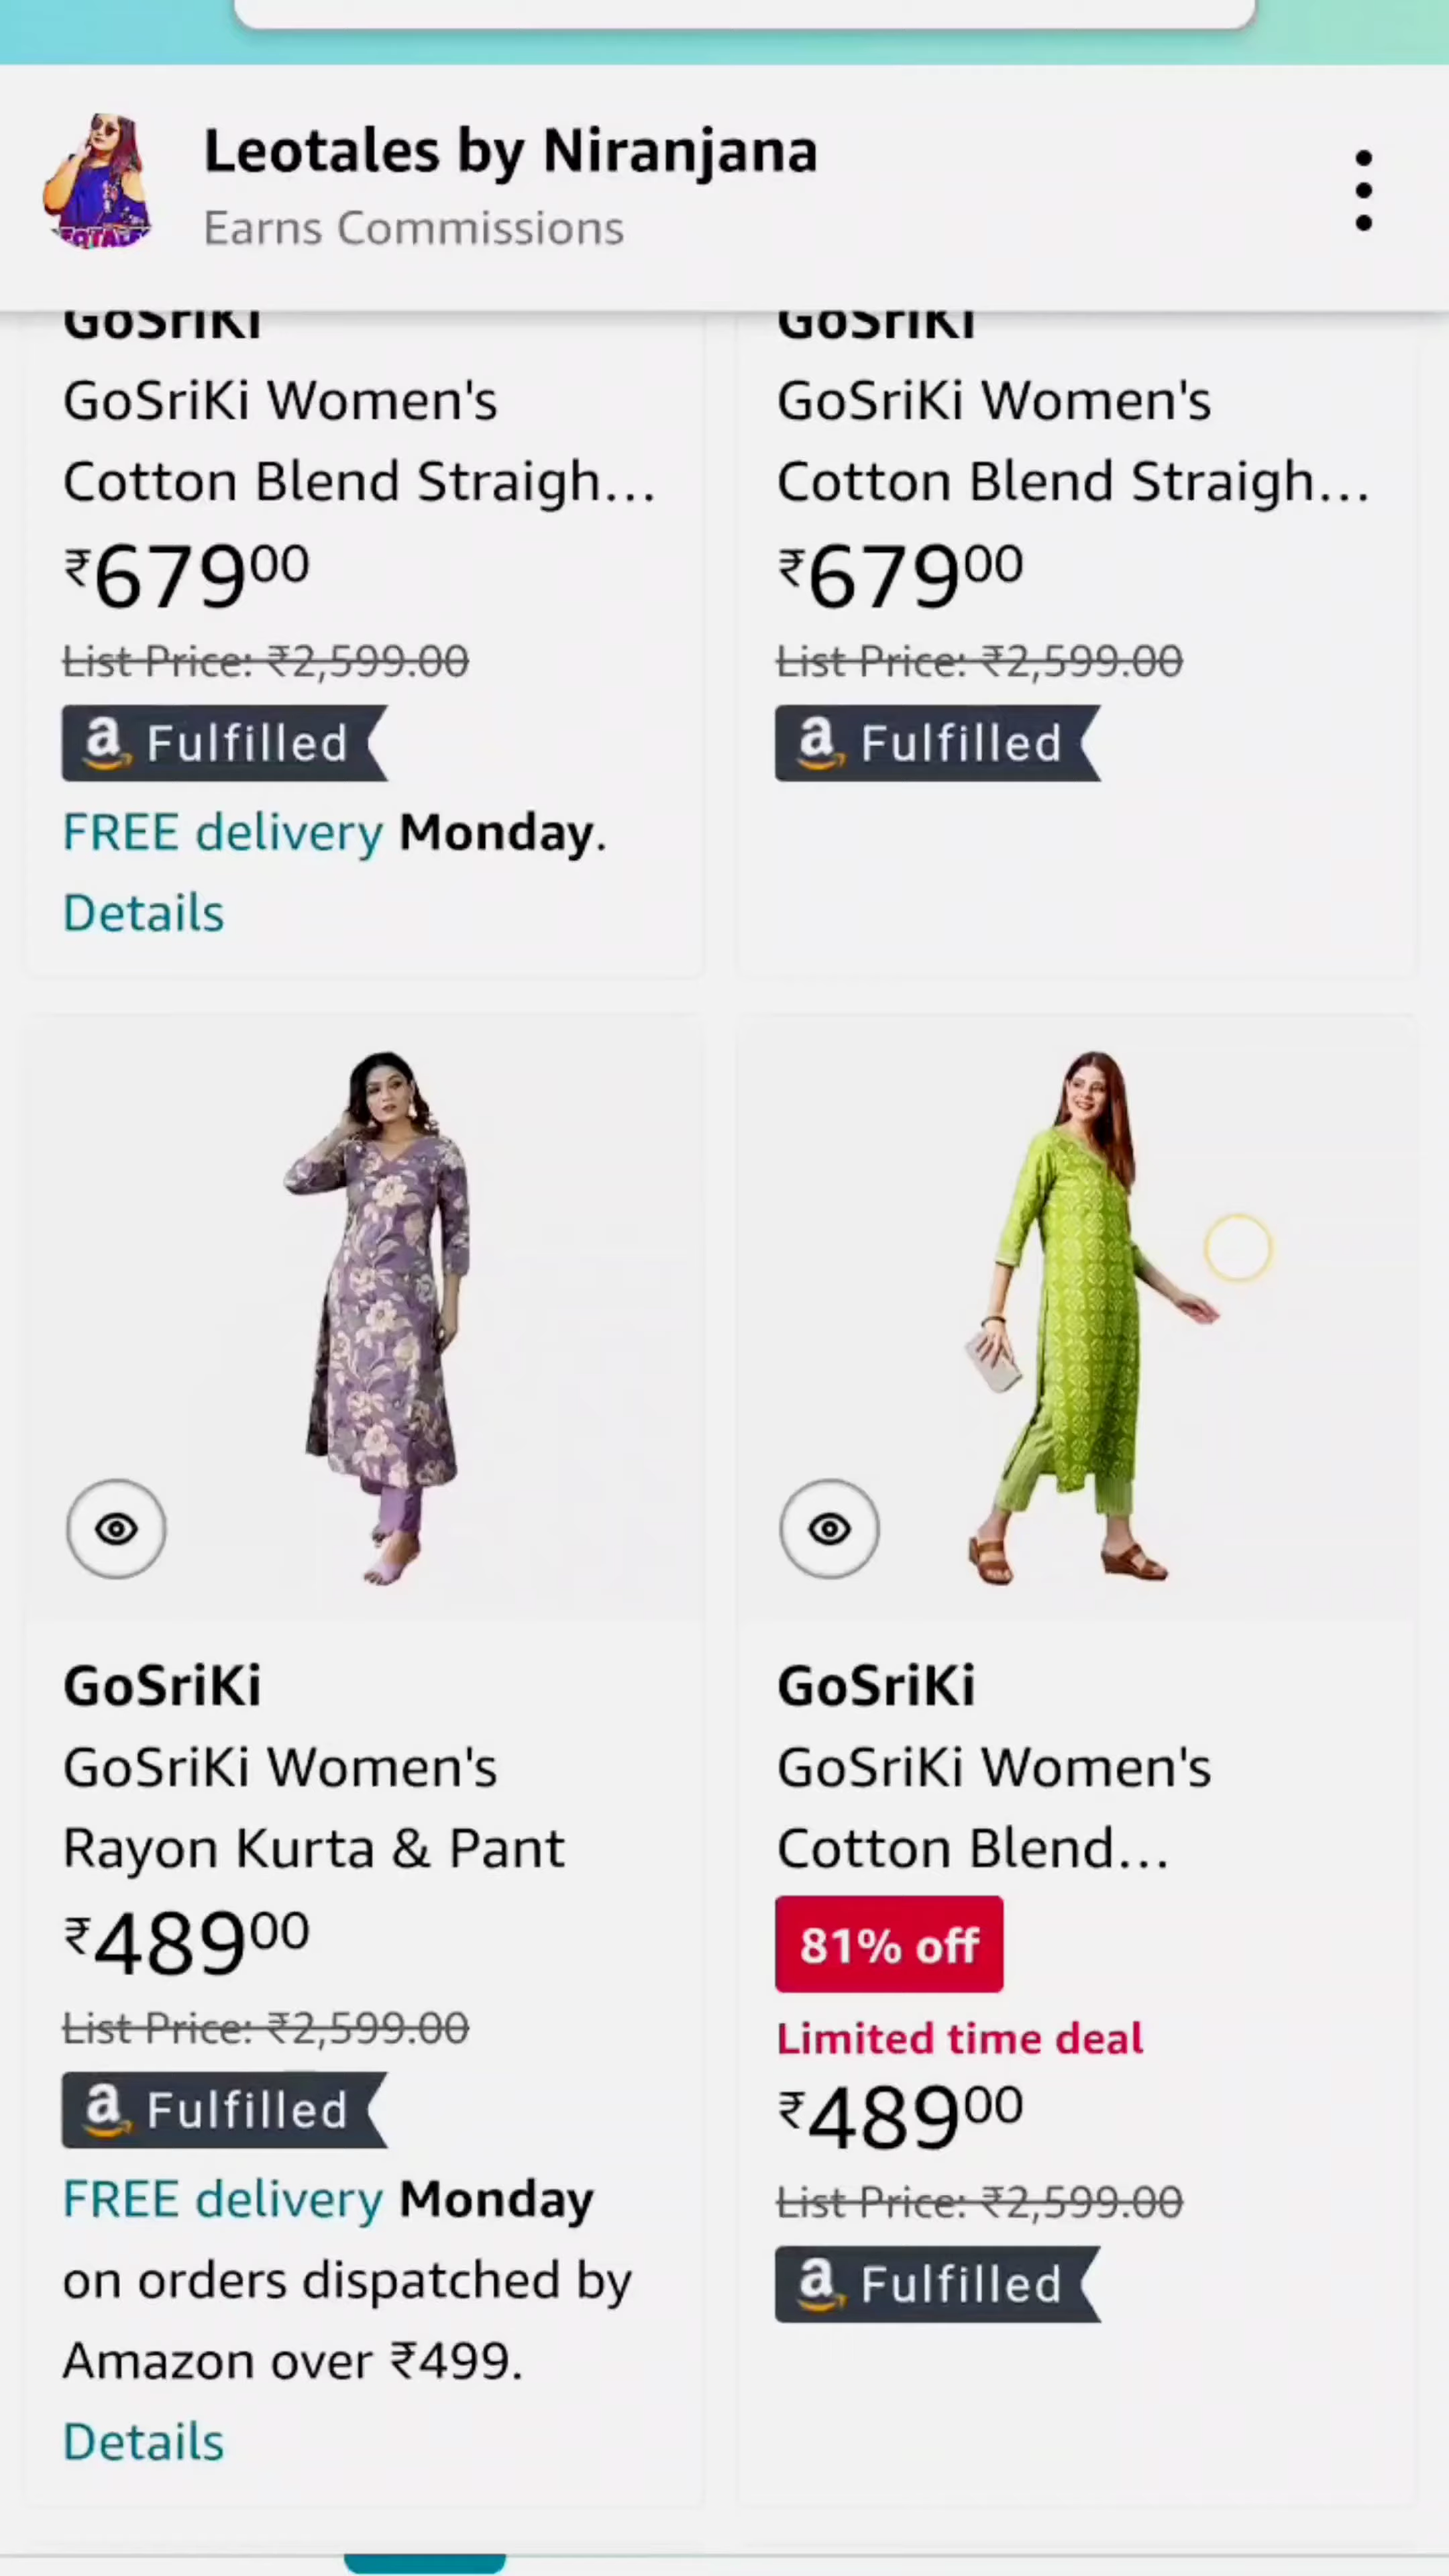 Leotales by Niranjana
Earns Commissions
GoSriKi
GoSriKi Women's
Cotton Blend Straigh...
₹67900
List Price: ₹2,599.00
a Fulfilled
FREE delivery Monday.
Details
GoSriKi
GoSriKi Women's
Cotton Blend Straigh...
₹67900
List Price: ₹2,599.00
a Fulfilled
GoSriKi
GoSriKi Women's
Rayon Kurta & Pant
₹48900
List Price: ₹2,599.00
a Fulfilled
FREE delivery Monday
on orders dispatched by
Amazon over ₹499.
Details
GoSriKi
GoSriKi Women's
Cotton Blend...
81% off
Limited time deal
₹48900
List Price: ₹2,599.00
a Fulfilled